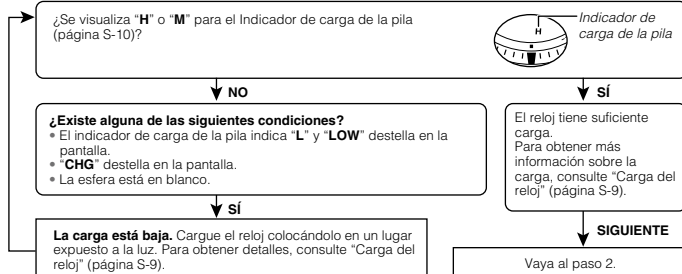 ¿Se visualiza “H” o “M” para el Indicador de carga de la pila
(página S-10)?
H
Indicador de
carga de la pila
NO
SÍ
¿Existe alguna de las siguientes condiciones?
• El indicador de carga de la pila indica “L” y “LOW” destella en la
pantalla.
• “CHG” destella en la pantalla.
• La esfera está en blanco.
El reloj tiene suficiente
carga.
Para obtener más
información sobre la
carga, consulte “Carga del
reloj” (página S-9).
SÍ
SIGUIENTE
La carga está baja. Cargue el reloj colocándolo en un lugar
expuesto a la luz. Para obtener detalles, consulte “Carga del
reloj” (página S-9).
Vaya al paso 2.